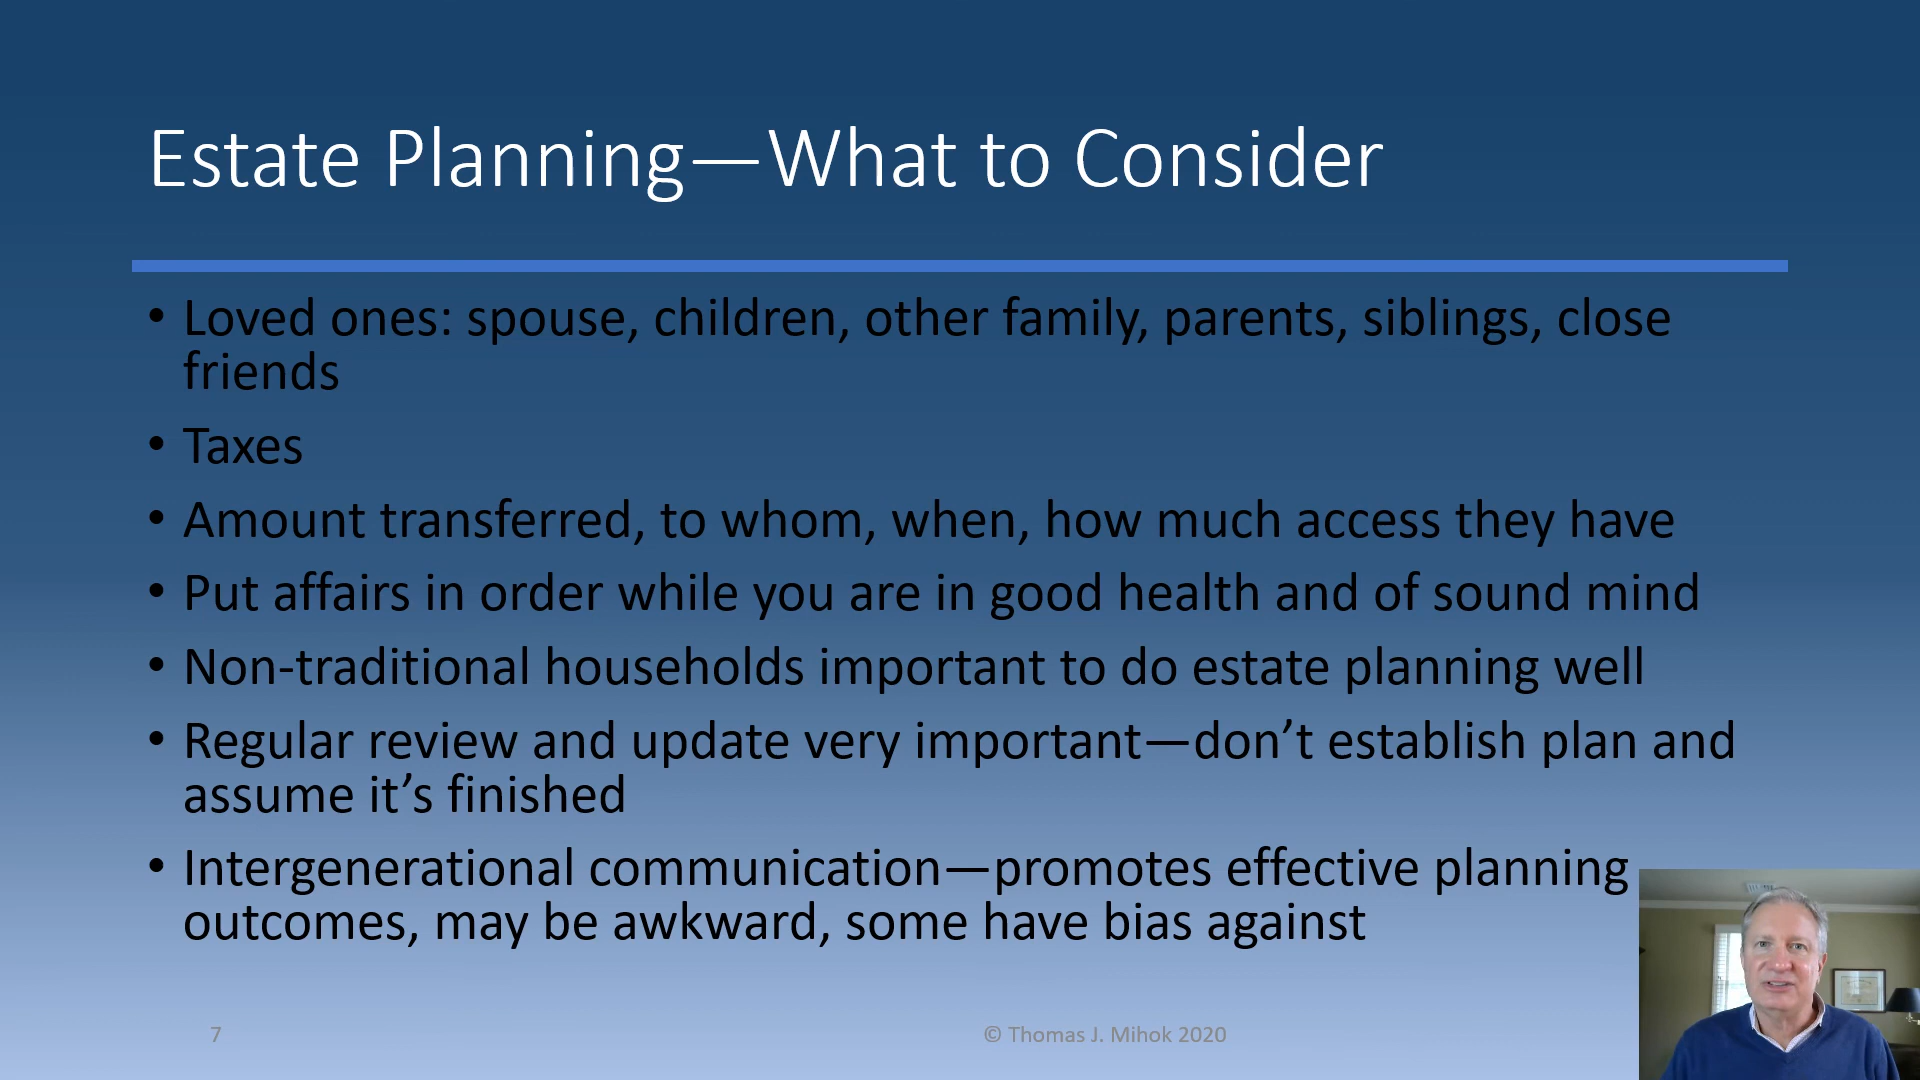 Estate Planning—What to Consider
• Loved ones: spouse, children, other family, parents, siblings, close
friends
• Taxes
• Amount transferred, to whom, when, how much access they have
• Put affairs in order while you are in good health and of sound mind
• Non-traditional households important to do estate planning well
• Regular review and update very important—don’t establish plan and
assume it’s finished
• Intergenerational communication—promotes effective planning
outcomes, may be awkward, some have bias against
7
© Thomas J. Mihok 2020